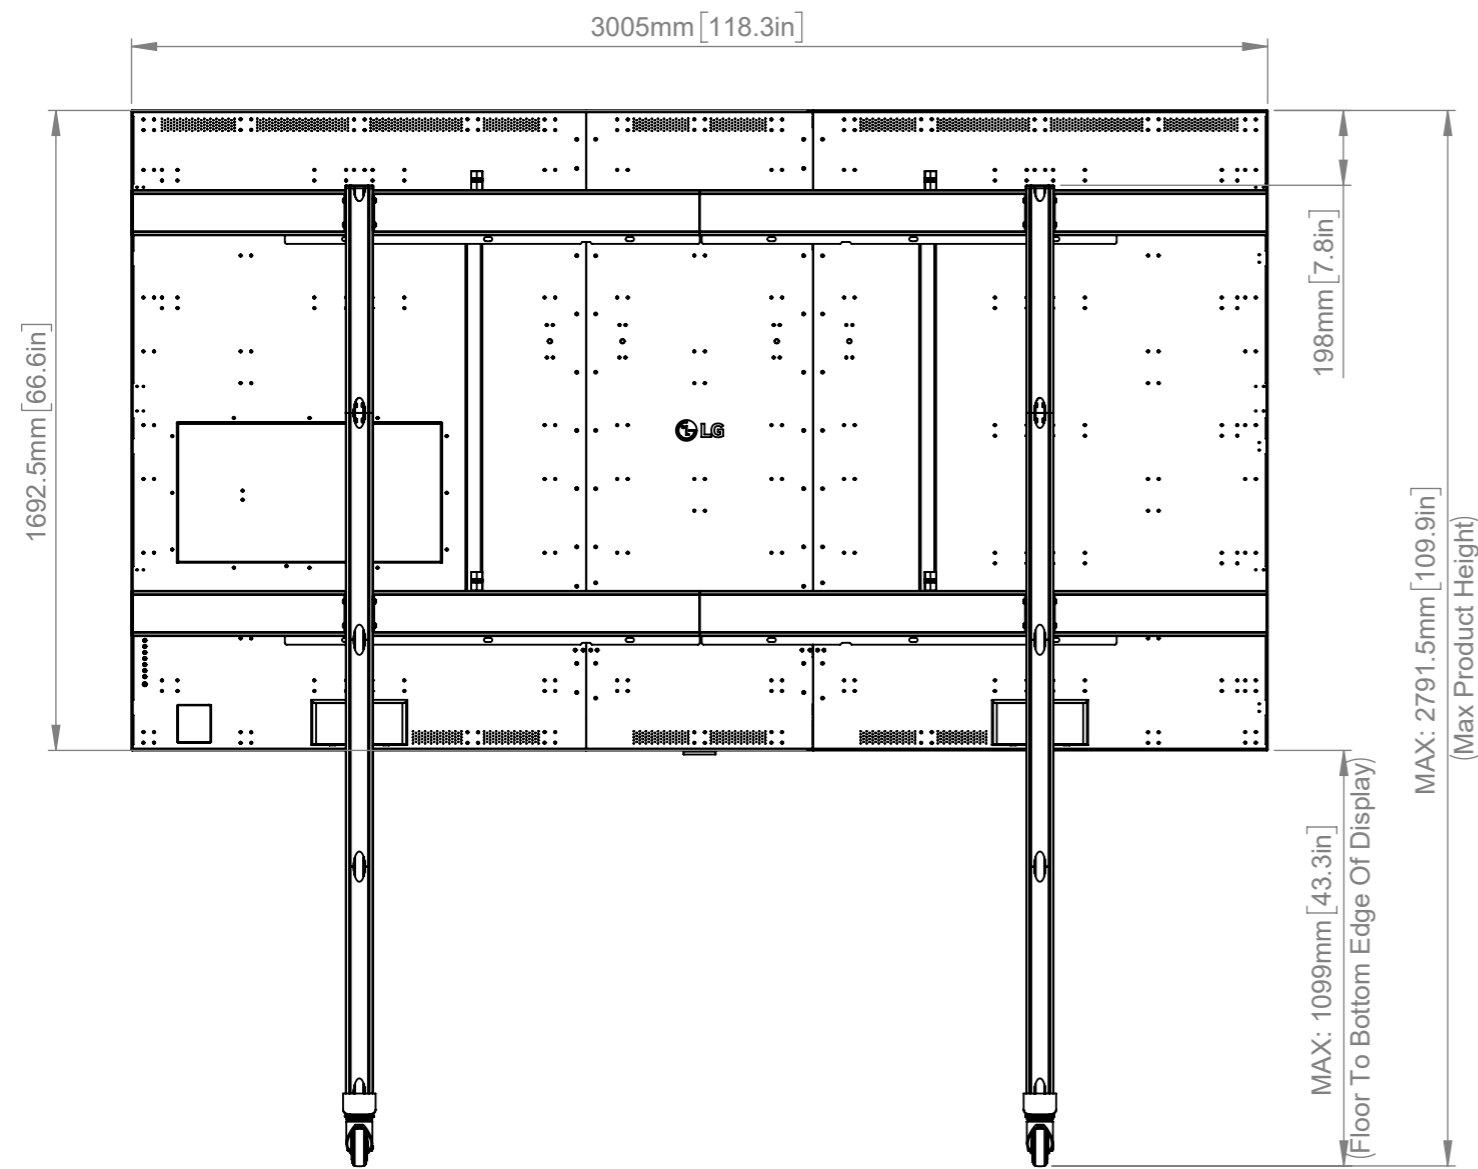 3005mm[118.3in]
1692.5mm[66.6in]
198mm[7.8in]
LG
MAX: 2791.5mm[109.9in]
(Max Product Height)
MAX: 1099mm[43.3in]
(Floor To Bottom Edge Of Display)